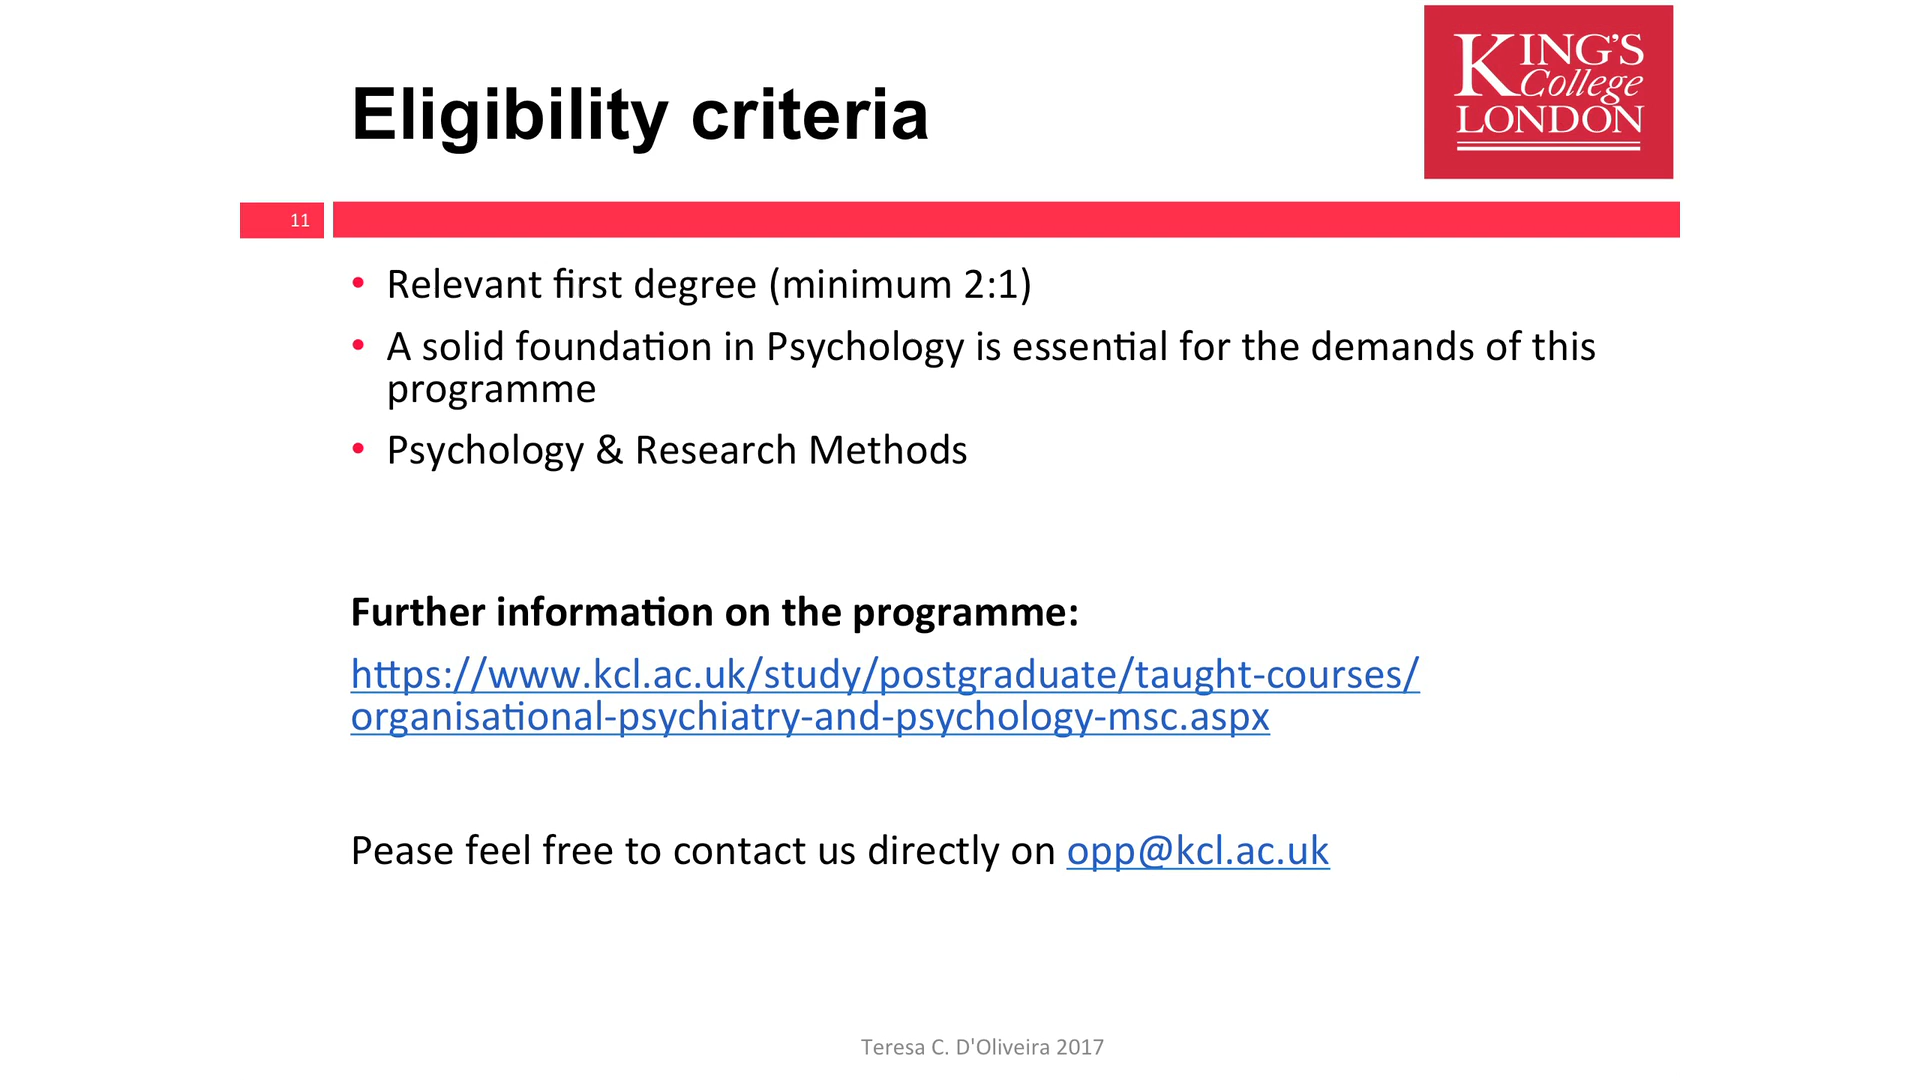 Eligibility criteria
KING'S
College
LONDON
11
• Relevant first degree (minimum 2:1)
• A solid foundation in Psychology is essential for the demands of this
programme
• Psychology & Research Methods
Further information on the programme:
https://www.kcl.ac.uk/study/postgraduate/taught-courses/
organisational-psychiatry-and-psychology-msc.aspx
Pease feel free to contact us directly on opp@kcl.ac.uk
Teresa C. D'Oliveira 2017